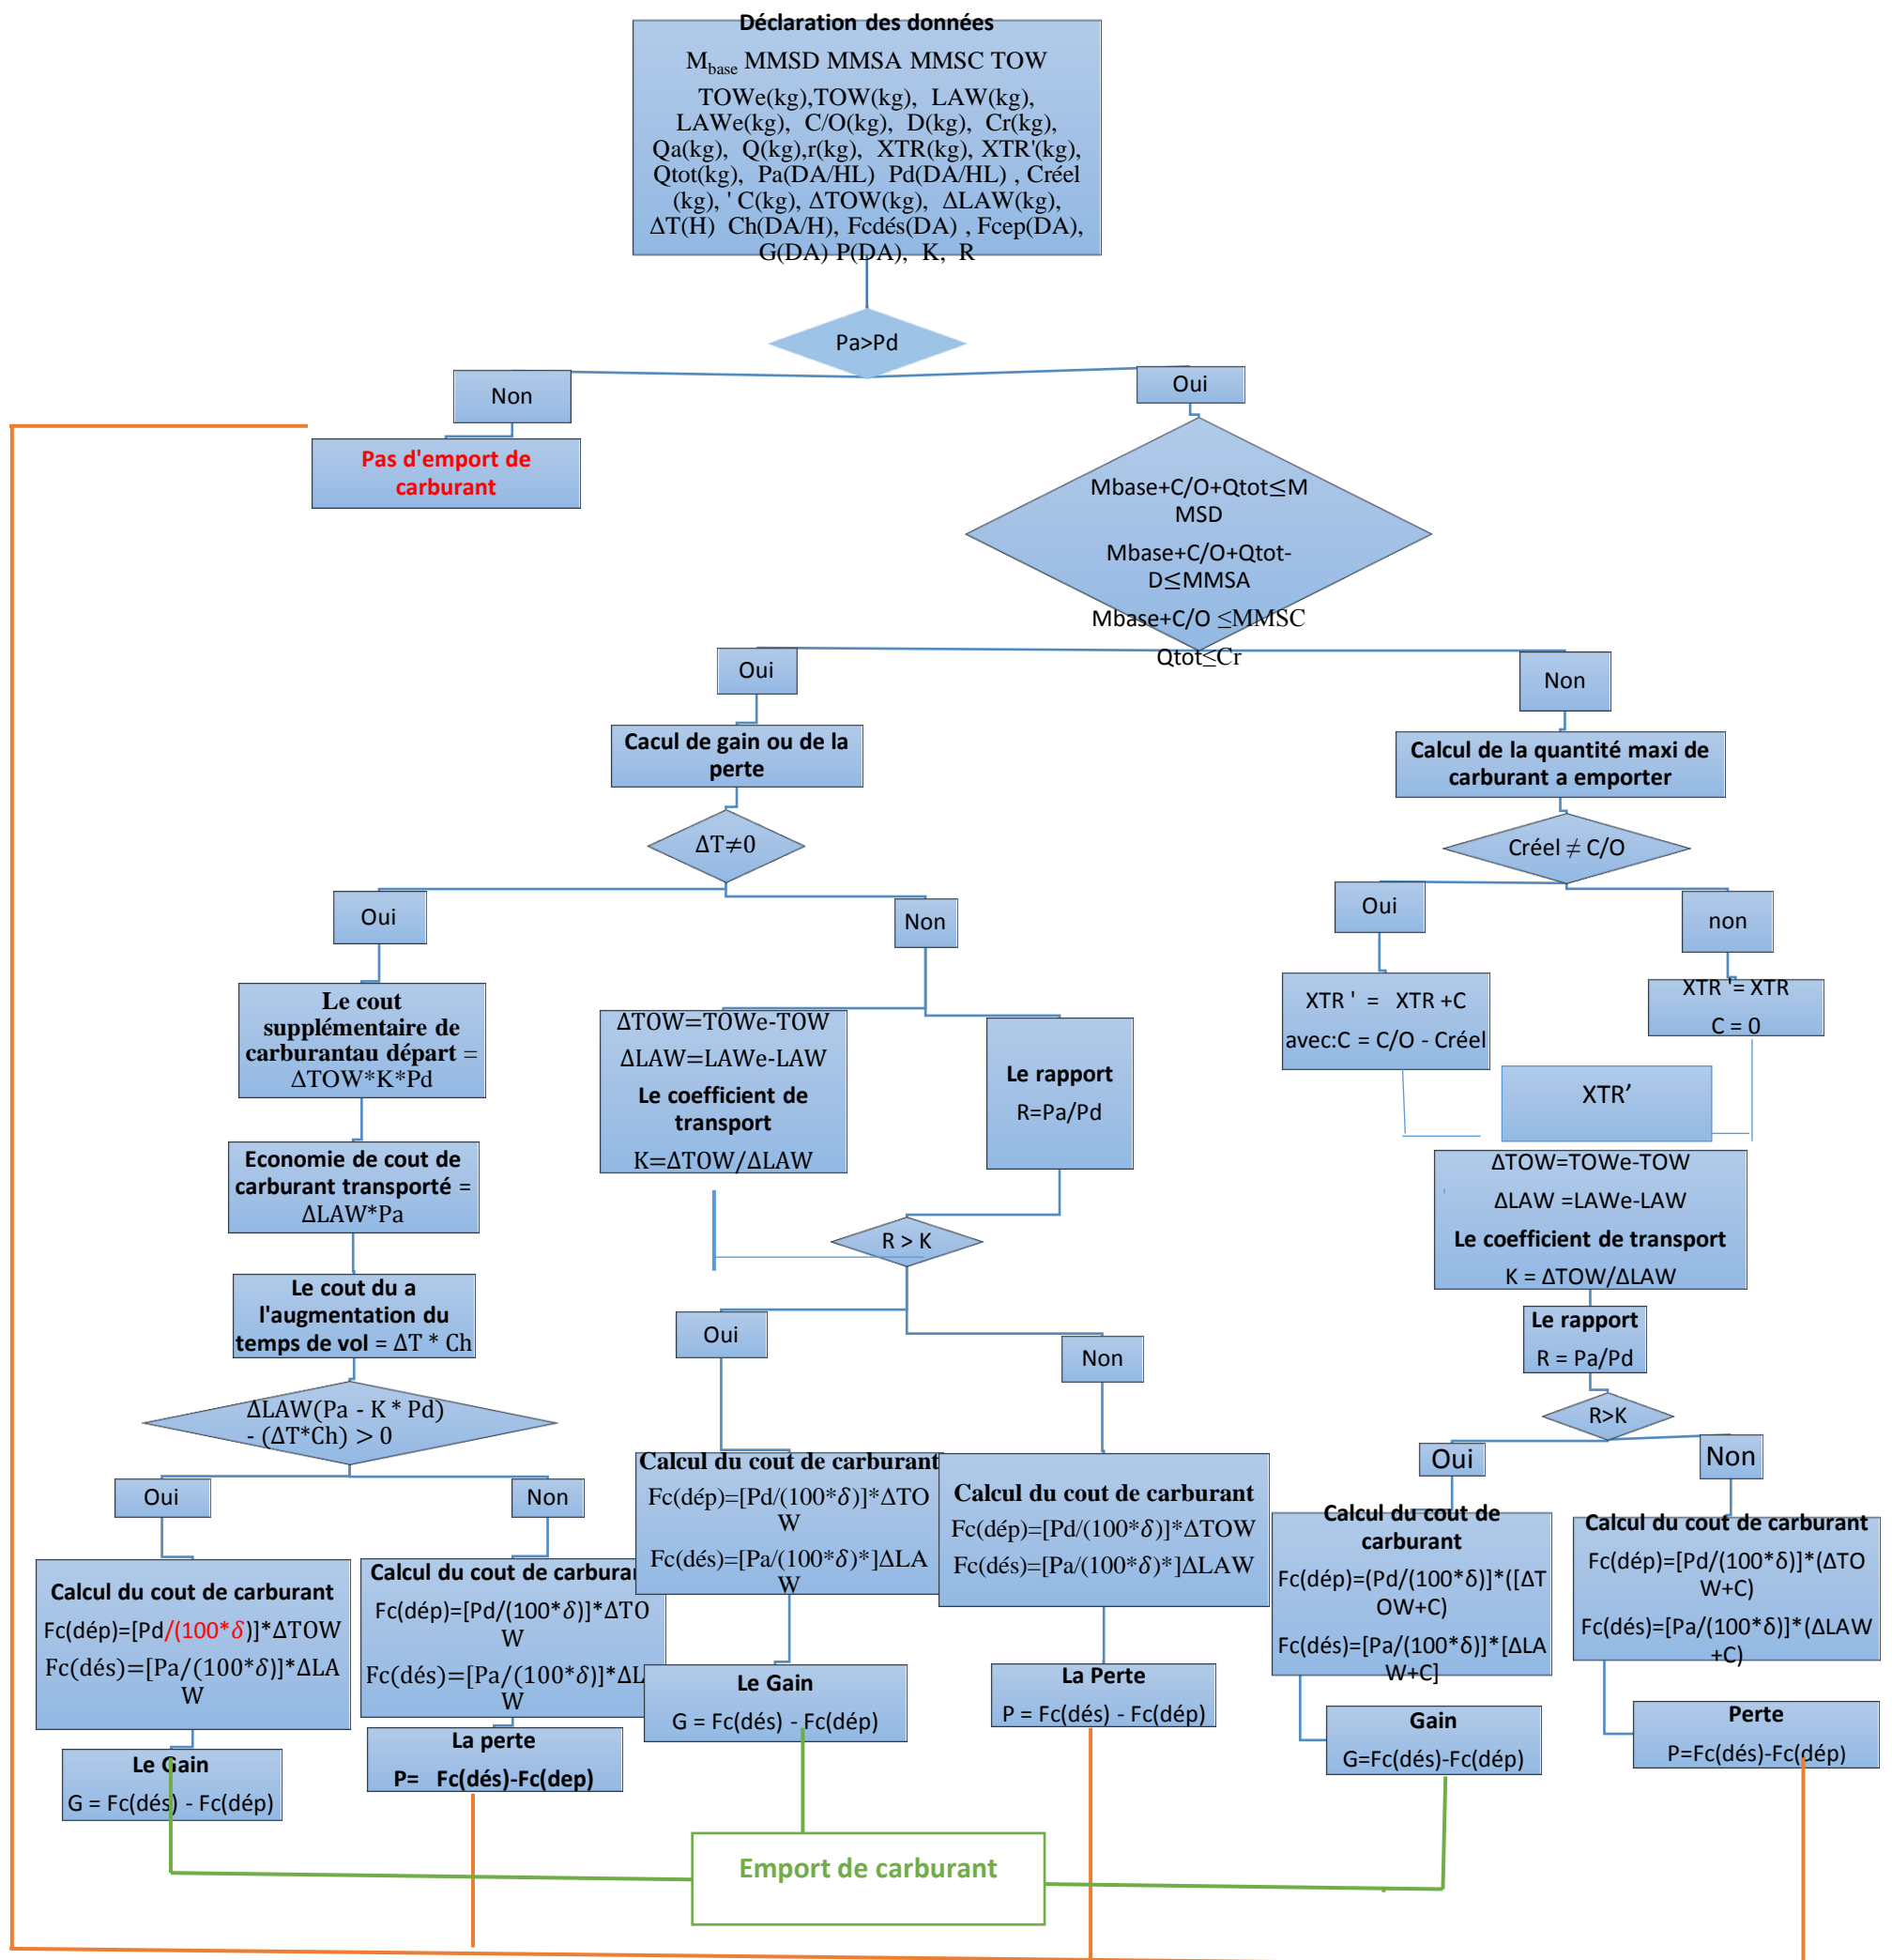 Déclaration des données
Mbase MMSD MMSA MMSC TOW
TOWe(kg),TOW(kg), LAW(kg),
LAWe(kg), C/O(kg), D(kg), Cr(kg),
Qa(kg), Q(kg),r(kg), XTR(kg), XTR'(kg),
Qtot(kg), Pa(DA/HL) Pd(DA/HL) , Créel
(kg), ' C(kg), ΔTOW(kg), ΔLAW(kg),
ΔT(H) Ch(DA/H), Fcdés(DA) , Fcep(DA),
G(DA) P(DA), K, R
Pa>Pd
Non
Oui
Pas d'emport de
carburant
Mbase+C/O+Qtot≤M
MSD
Mbase+C/O+Qtot-
D≤MMSA
Mbase+C/O ≤MMSC
Qtot≤Cr
Oui
Non
Cacul de gain ou de la
perte
Calcul de la quantité maxi de
carburant a emporter
ΔT≠0
Créel ≠ C/O
Oui
Non
Oui
non
Le cout
supplémentaire de
carburantau départ =
ΔTOW*K*Pd
ΔTOW=TOWe-TOW
ΔLAW=LAWe-LAW
Le coefficient de
transport
K=ΔTOW/ΔLAW
Le rapport
R=Pa/Pd
XTR ' = XTR +C
avec:C = C/O - Créel
XTR '= XTR
C = 0
XTR’
Economie de cout de
carburant transporté =
ΔLAW*Pa
ΔTOW=TOWe-TOW
ΔLAW =LAWe-LAW
Le coefficient de transport
K = ΔTOW/ΔLAW
R > K
Le cout du a
l'augmentation du
temps de vol = ΔT * Ch
Le rapport
R = Pa/Pd
Oui
Non
ΔLAW(Pa - K * Pd)
- (ΔT*Ch) > 0
R>K
Oui
Non
Oui
Non
Calcul du cout de carburant
Fc(dép)=[Pd/(100*δ)]*ΔTOW
Fc(dés)=[Pa/(100*δ)]*ΔLA
W
Calcul du cout de carburan
Fc(dép)=[Pd/(100*δ)]*ΔTO
W
Fc(dés)=[Pa/(100*δ)]*ΔL
W
Calcul du cout de carburant
Fc(dép)=[Pd/(100*δ)]*ΔTO
W
Fc(dés)=[Pa/(100*δ)*]ΔLA
W
Calcul du cout de carburant
Fc(dép)=[Pd/(100*δ)]*ΔTOW
Fc(dés)=[Pa/(100*δ)*]ΔLAW
Calcul du cout de
carburant
Fc(dép)=(Pd/(100*δ)]*([ΔT
OW+C)
Fc(dés)=[Pa/(100*δ)]*[ΔLA
W+C]
Calcul du cout de carburant
Fc(dép)=[Pd/(100*δ)]*(ΔTO
W+C)
Fc(dés)=[Pa/(100*δ)]*(ΔLAW
+C)
Le Gain
G = Fc(dés) - Fc(dép)
La perte
P= Fc(dés)-Fc(dep)
Le Gain
G = Fc(dés) - Fc(dép)
La Perte
P = Fc(dés) - Fc(dép)
Gain
G=Fc(dés)-Fc(dép)
Perte
P=Fc(dés)-Fc(dép)
Emport de carburant